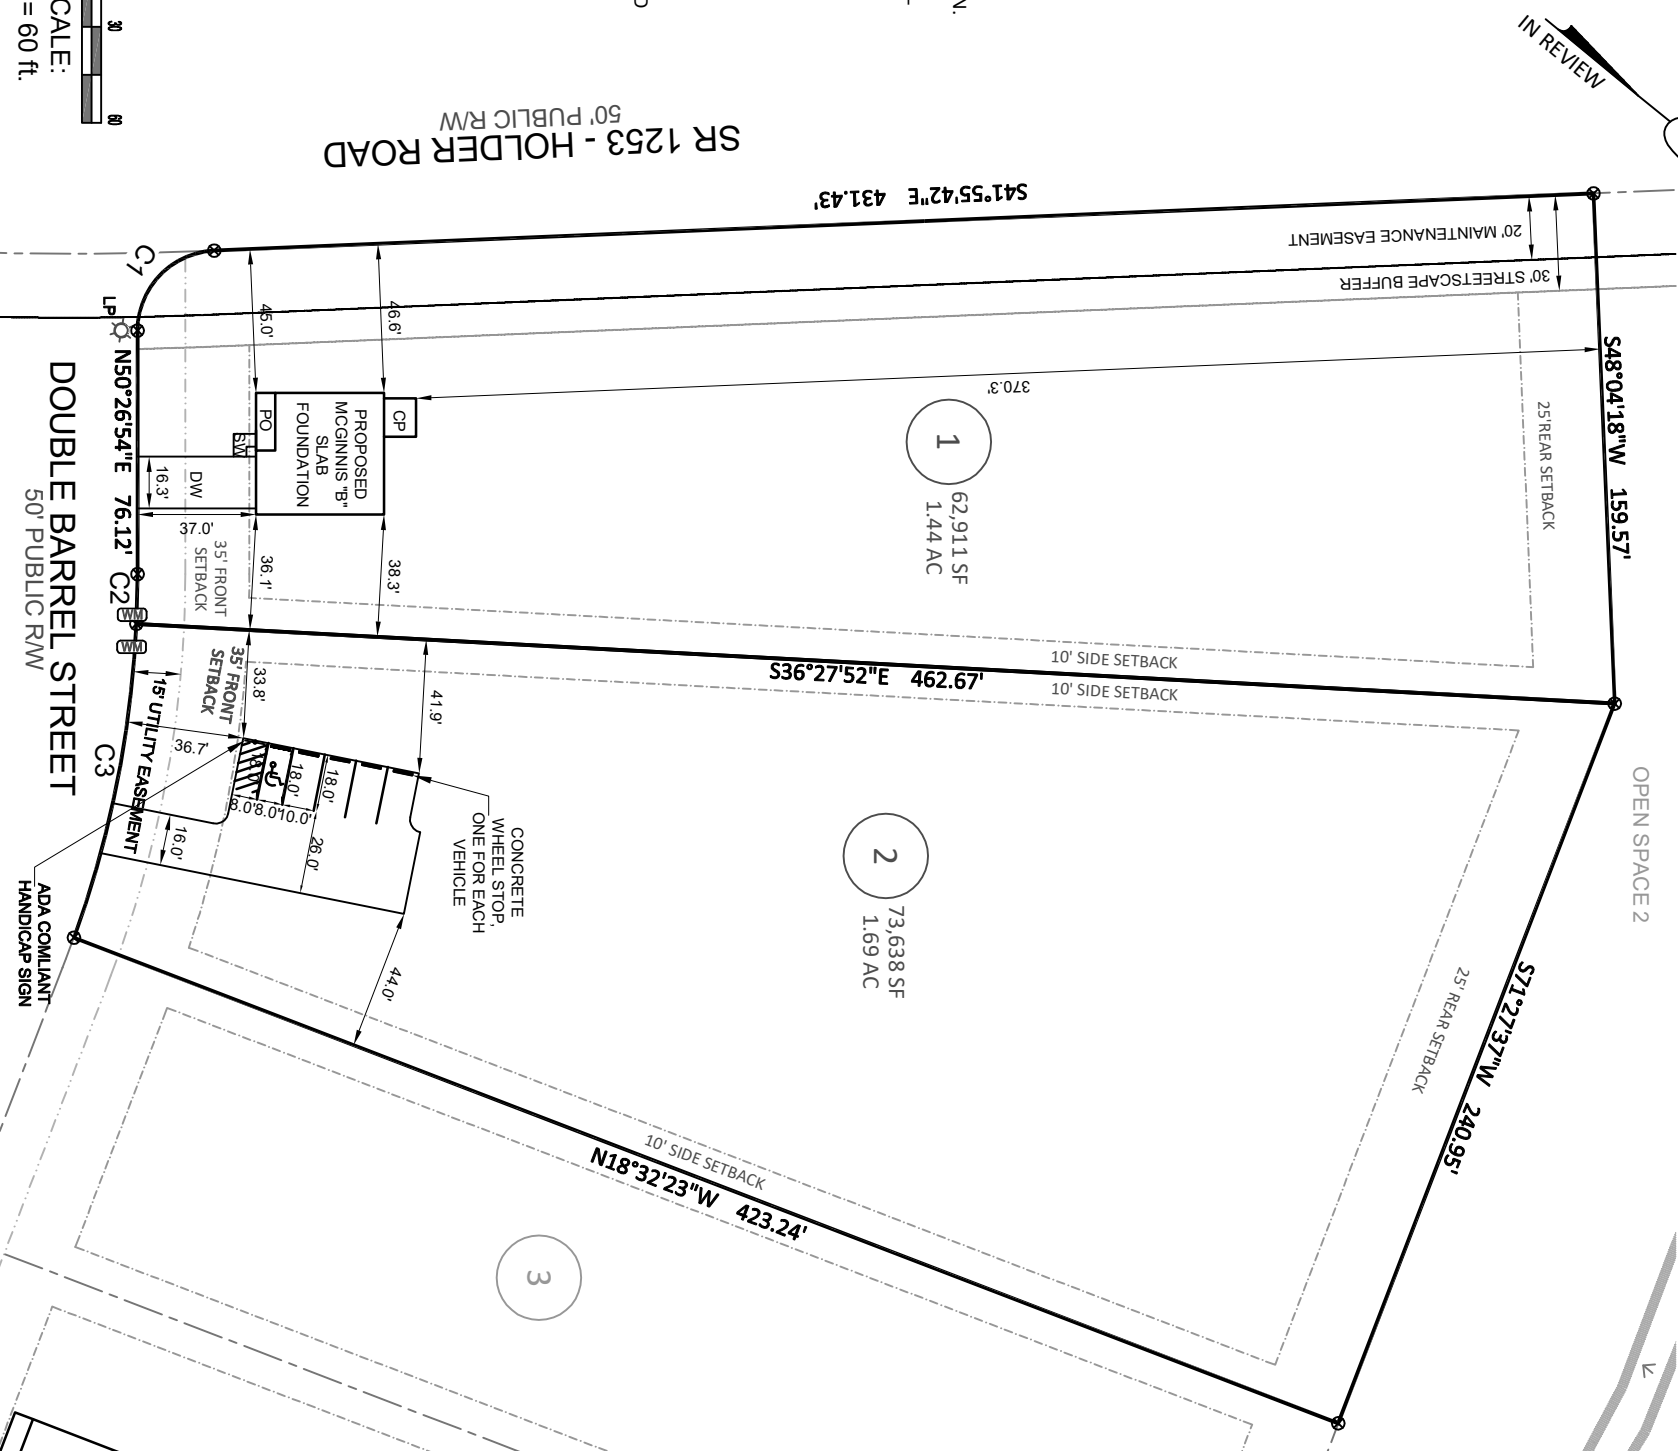 CALE:
= 60 ft.
30
60
N.
IN REVIEW
SR 1253 - HOLDER ROAD
50' PUBLIC R/W
S41°55'42"E 431.43'
20' MAINTENANCE EASEMENT
30' STREETSCAPE BUFFER
S48°04'18"W 159.57'
25'REAR SETBACK
370.3'
1
62,911 SF
1.44 AC
C1
LP
45.0'
46.6'
CP
PO
SW
PROPOSED
MCGINNIS "B"
SLAB
FOUNDATION
DW
16.3'
37.0'
35' FRONT
SETBACK
36.1'
38.3'
N50°26'54"E 76.12'
C2
WM
WM
DOUBLE BARREL STREET
50' PUBLIC R/W
10' SIDE SETBACK
S36°27'52"E 462.67'
10' SIDE SETBACK
35' FRONT
SETBACK
33.8'
41.9'
15' UTILITY EASEMENT
36.7'
C3
18.0'
18.0'
18.0'
8.0'
8.0'
10.0'
26.0'
16.0'
44.0'
CONCRETE
WHEEL STOP,
ONE FOR EACH
VEHICLE
ADA COMLIANT
HANDICAP SIGN
2
73,638 SF
1.69 AC
OPEN SPACE 2
S71°27'37"W 240.95'
25' REAR SETBACK
10' SIDE SETBACK
N18°32'23"W 423.24'
3